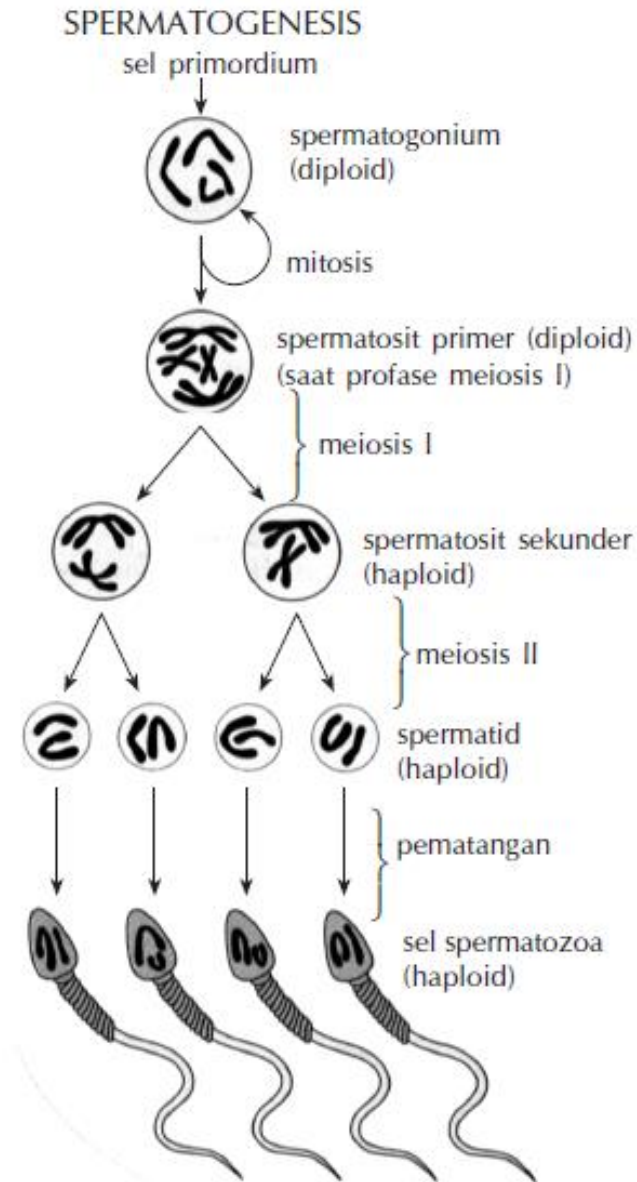 SPERMATOGENESIS
sel primordium
spermatogonium
(diploid)
mitosis
spermatosit primer (diploid)
(saat profase meiosis I)
meiosis I
spermatosit sekunder
(haploid)
meiosis II
spermatid
(haploid)
pematangan
sel spermatozoa
(haploid)